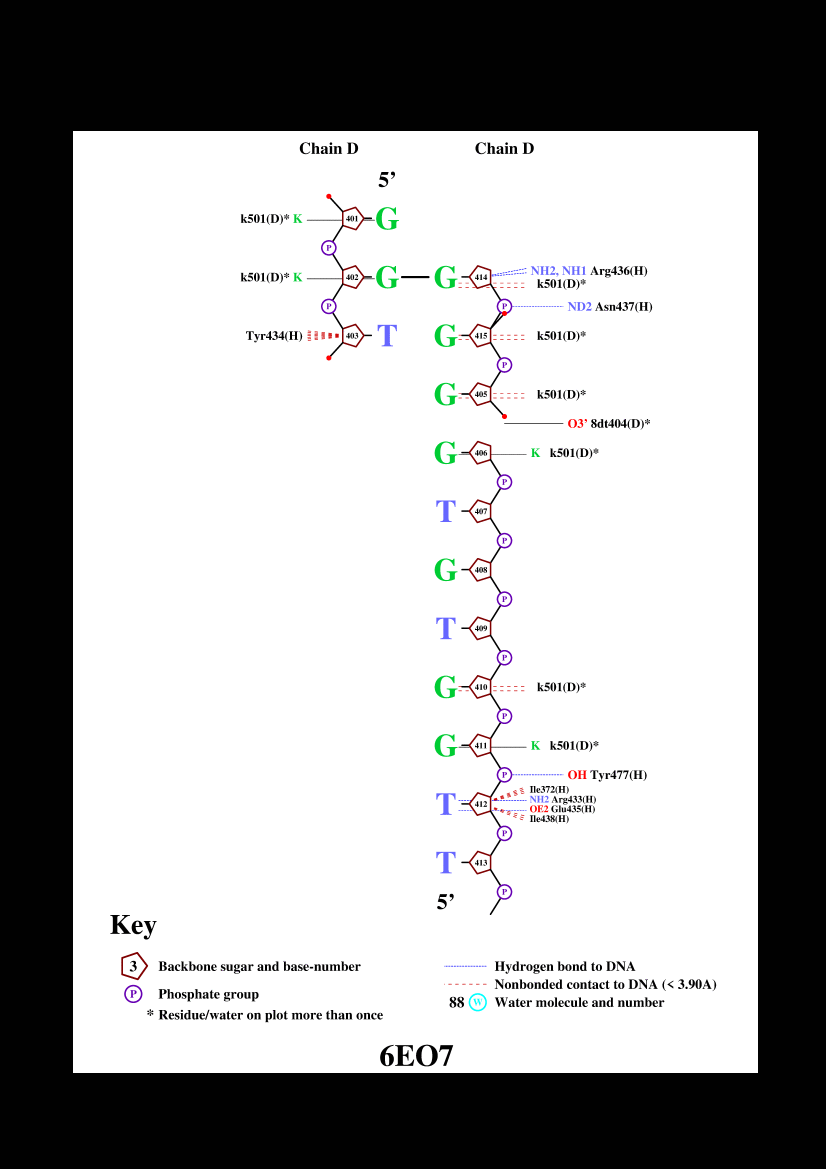 Chain D Chain D
5’
k501(D)* K 401 G
P
NH2, NH1 Arg436(H)
k501(D)* K 402 G G 414
k501(D)*
P P ND2 Asn437(H)
Tyr434(H) 403 T G 415 k501(D)*
P
G 405 k501(D)*
O3’ 8dt404(D)*
G 406 K k501(D)*
P
T 407
P
G 408
P
T 409
P
G 410 k501(D)*
P
G 411 K k501(D)*
P OH Tyr477(H)
Ile372(H)
T 412 NH2 Arg433(H)
OE2 Glu435(H)
Ile438(H)
P
T 413
P
5’
Key
3 Backbone sugar and base-number
P Phosphate group
* Residue/water on plot more than once
Hydrogen bond to DNA
Nonbonded contact to DNA (< 3.90A)
88 W Water molecule and number
6EO7